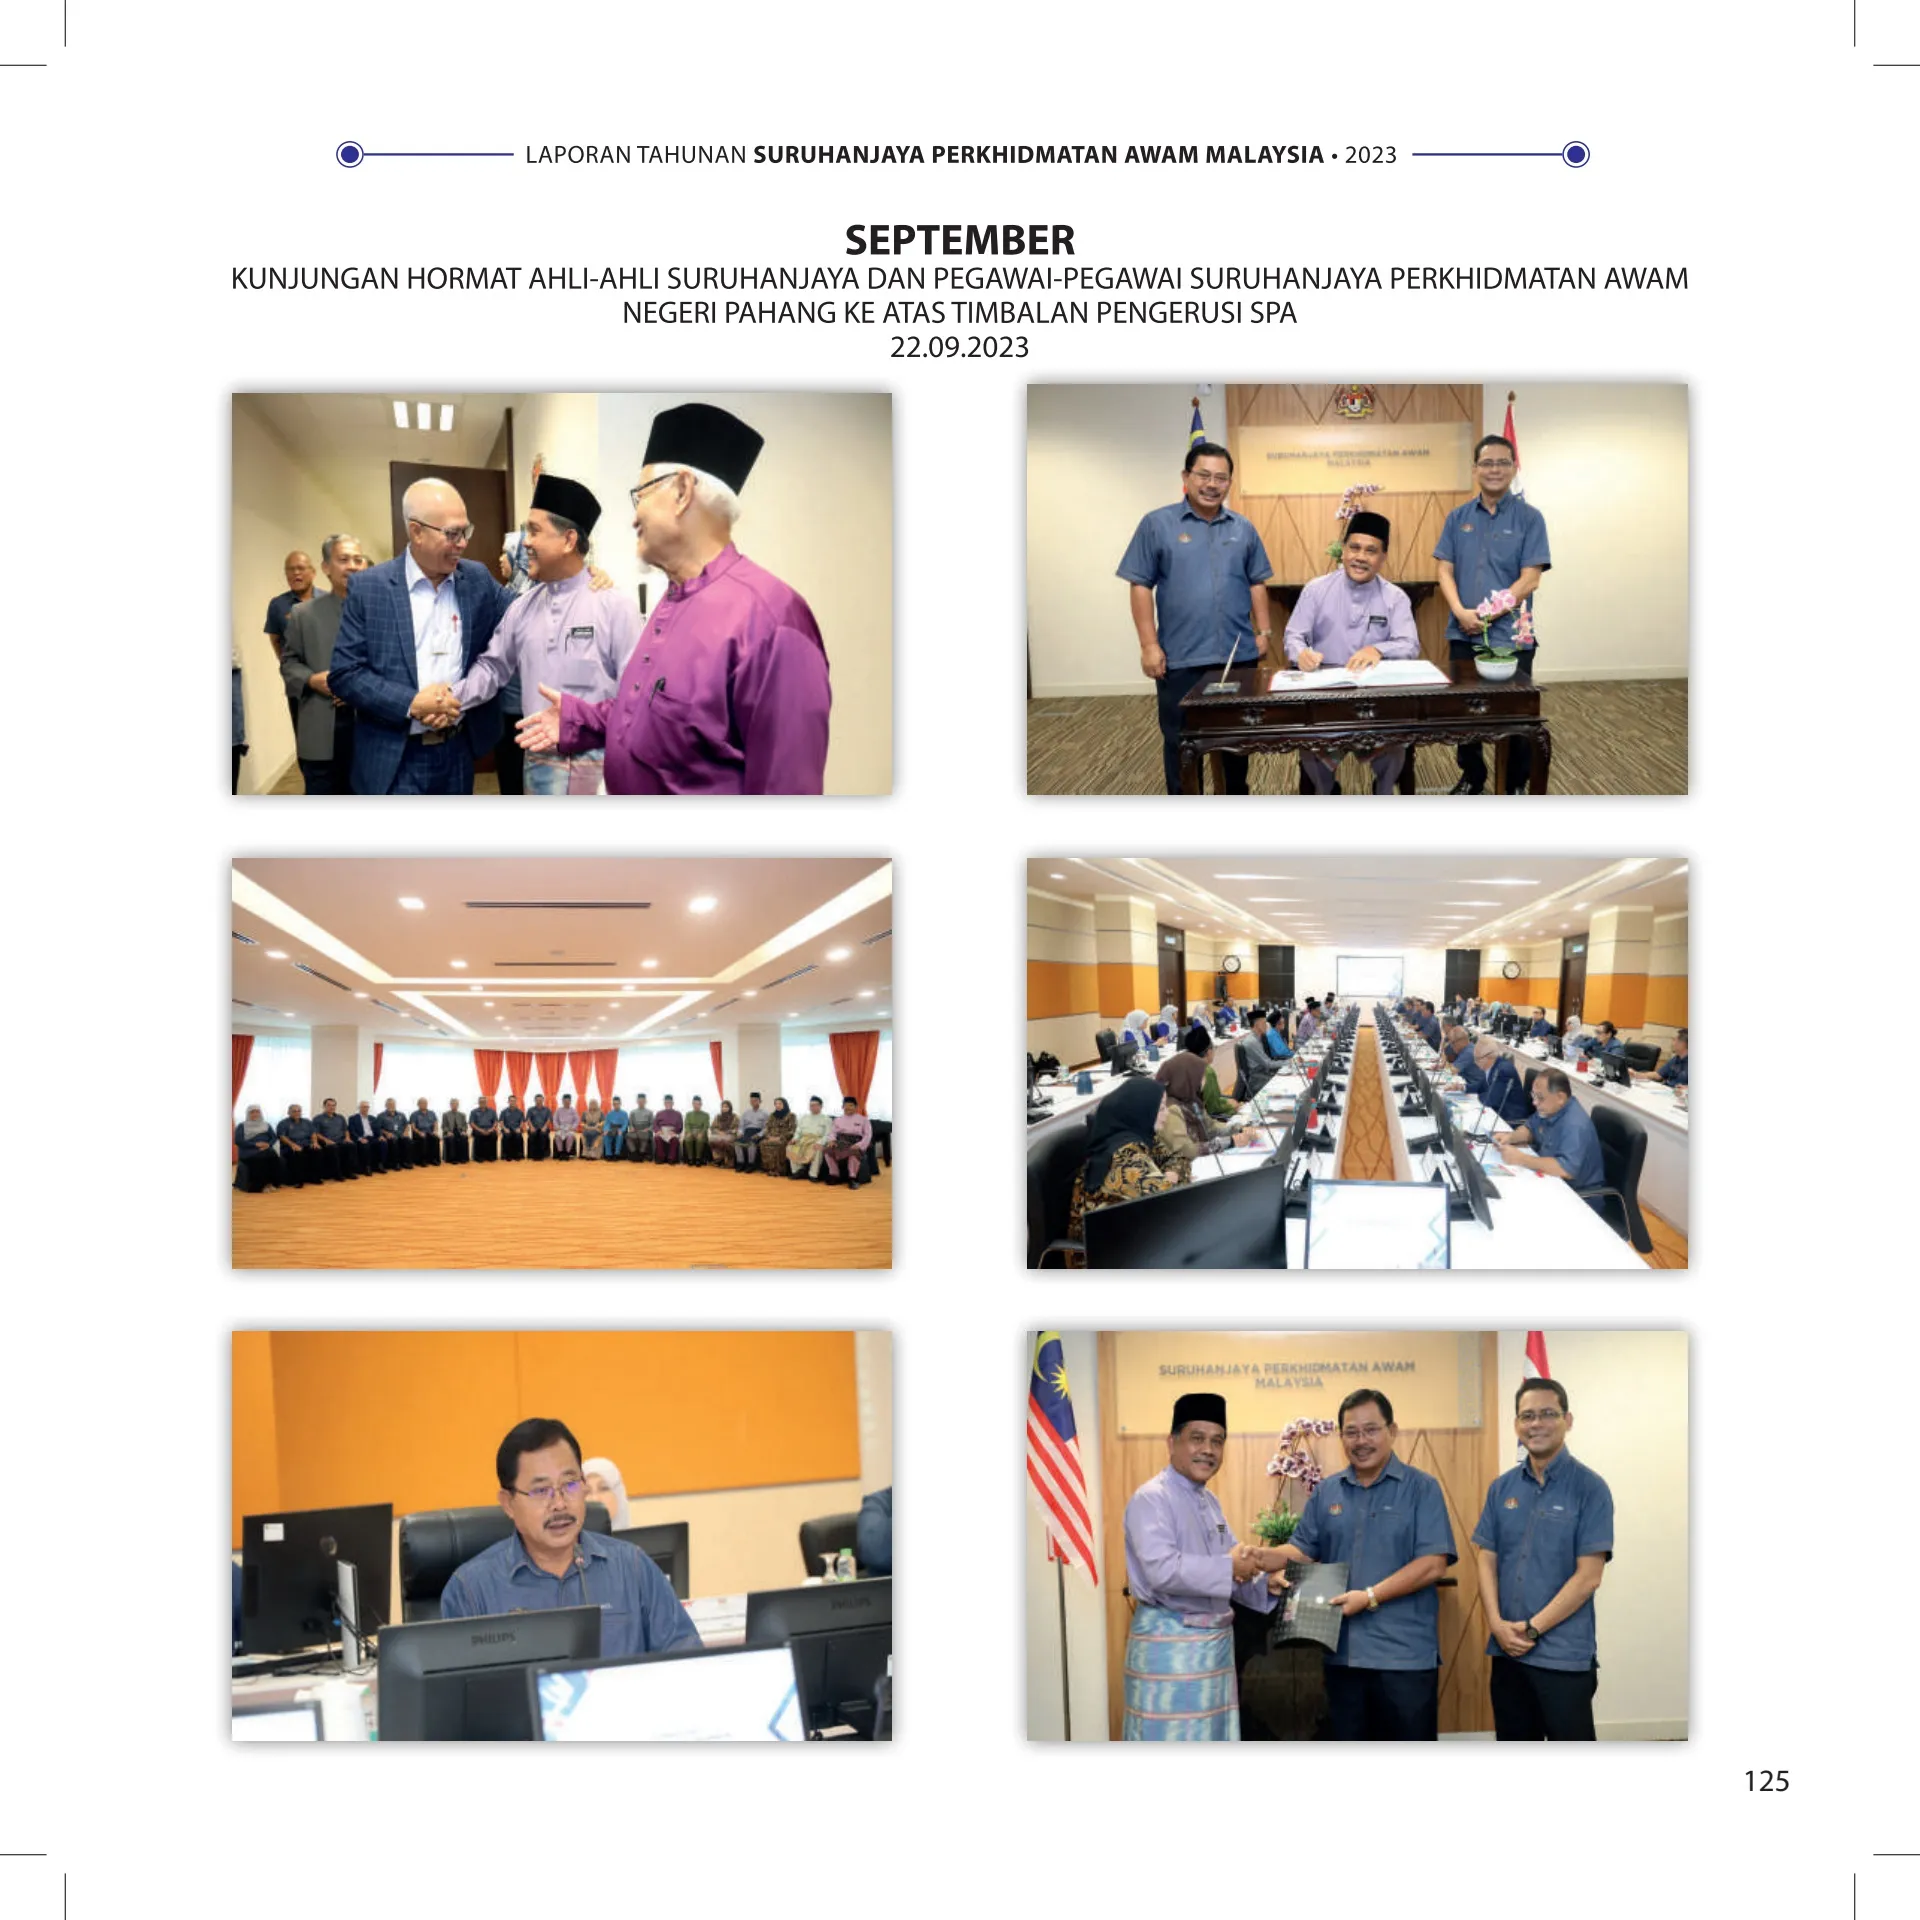 LAPORAN TAHUNAN SURUHANJAYA PERKHIDMATAN AWAM MALAYSIA • 2023
SEPTEMBER
KUNJUNGAN HORMAT AHLI-AHLI SURUHANJAYA DAN PEGAWAI-PEGAWAI SURUHANJAYA PERKHIDMATAN AWAM
NEGERI PAHANG KE ATAS TIMBALAN PENGERUSI SPA
22.09.2023
SURUHANJAYA PERKHIDMATAN AWAM
MALAYSIA
PHILIPS
PHILIPS
SURUHANJAYA PERKHIDMATAN AWAM
MALAYSIA
125